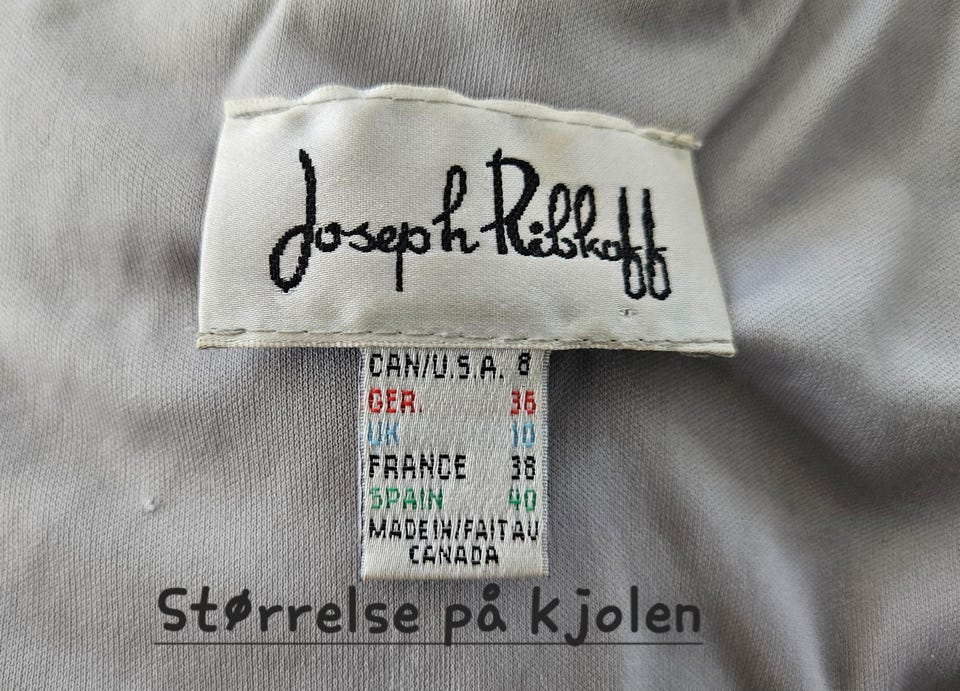 Joseph Ribkoff
CAN/U.S.A. 8
GER. 36
UK 10
FRANCE 38
SPAIN 40
MADE IN/FAIT AU
CANADA
Størrelse på kjolen